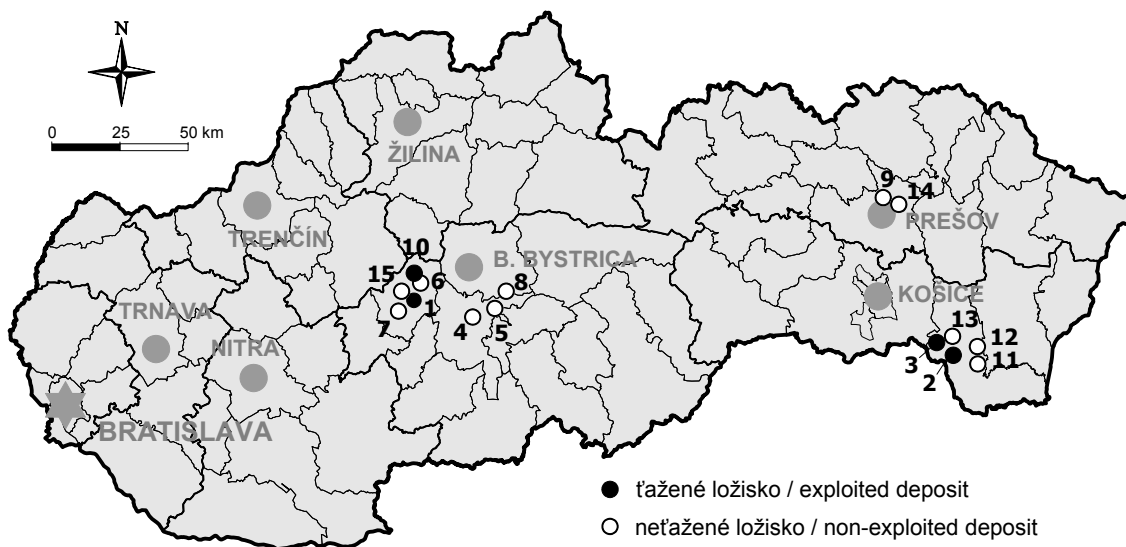 N
0 25 50 km
ŽILINA
TRENČÍN
9
14
PREŠOV
10
B. BYSTRICA
15
6
8
TRNAVA
1
KOŠICE
7
4
5
13
NITRA
12
3
11
2
BRATISLAVA
ťažené ložisko / exploited deposit
neťažené ložisko / non-exploited deposit